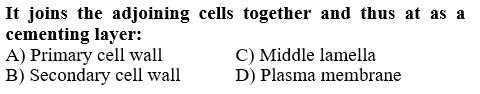 It joins the adjoining cells together and thus at as a
cementing layer:
A) Primary cell wall C) Middle lamella
B) Secondary cell wall D) Plasma membrane